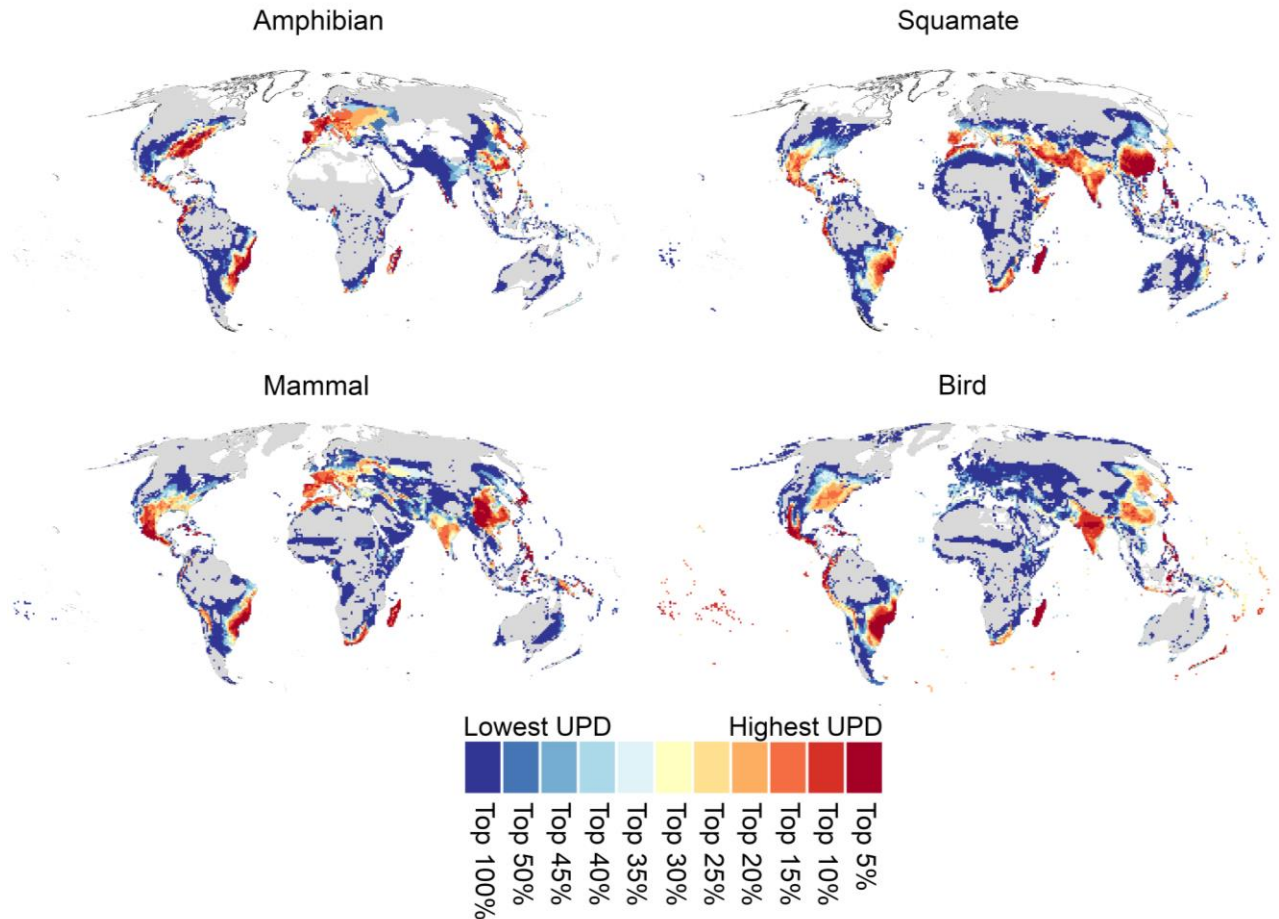 Amphibian
Squamate
Mammal
Bird
Lowest UPD
Highest UPD
Top 100%
Top 50%
Top 45%
Top 40%
Top 35%
Top 30%
Top 25%
Top 20%
Top 15%
Top 10%
Top 5%